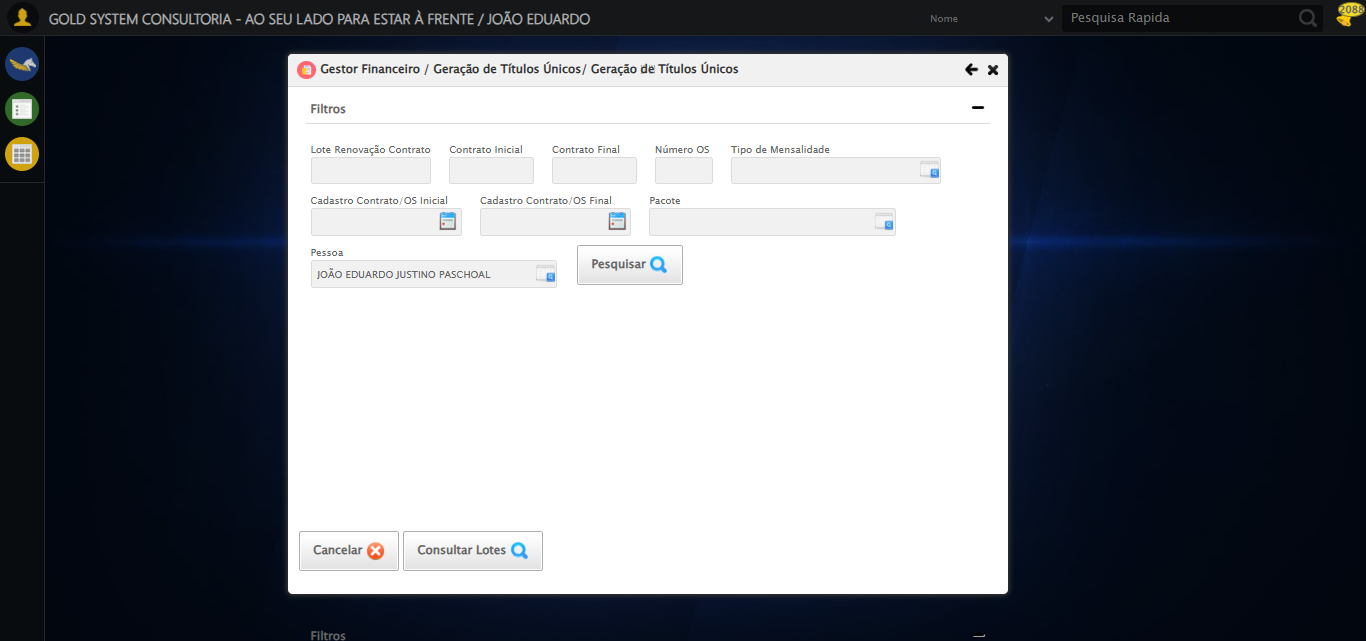 GOLD SYSTEM CONSULTORIA - AO SEU LADO PARA ESTAR À FRENTE / JOÃO EDUARDO
Nome
Pesquisa Rapida
2088
Gestor Financeiro / Geração de Títulos Únicos/ Geração de Títulos Únicos
Filtros
Lote Renovação Contrato
Contrato Inicial
Contrato Final
Número OS
Tipo de Mensalidade
Cadastro Contrato/OS Inicial
Cadastro Contrato/OS Final
Pacote
Pessoa
JOÃO EDUARDO JUSTINO PASCHOAL
Pesquisar
Cancelar
Consultar Lotes
Filtros